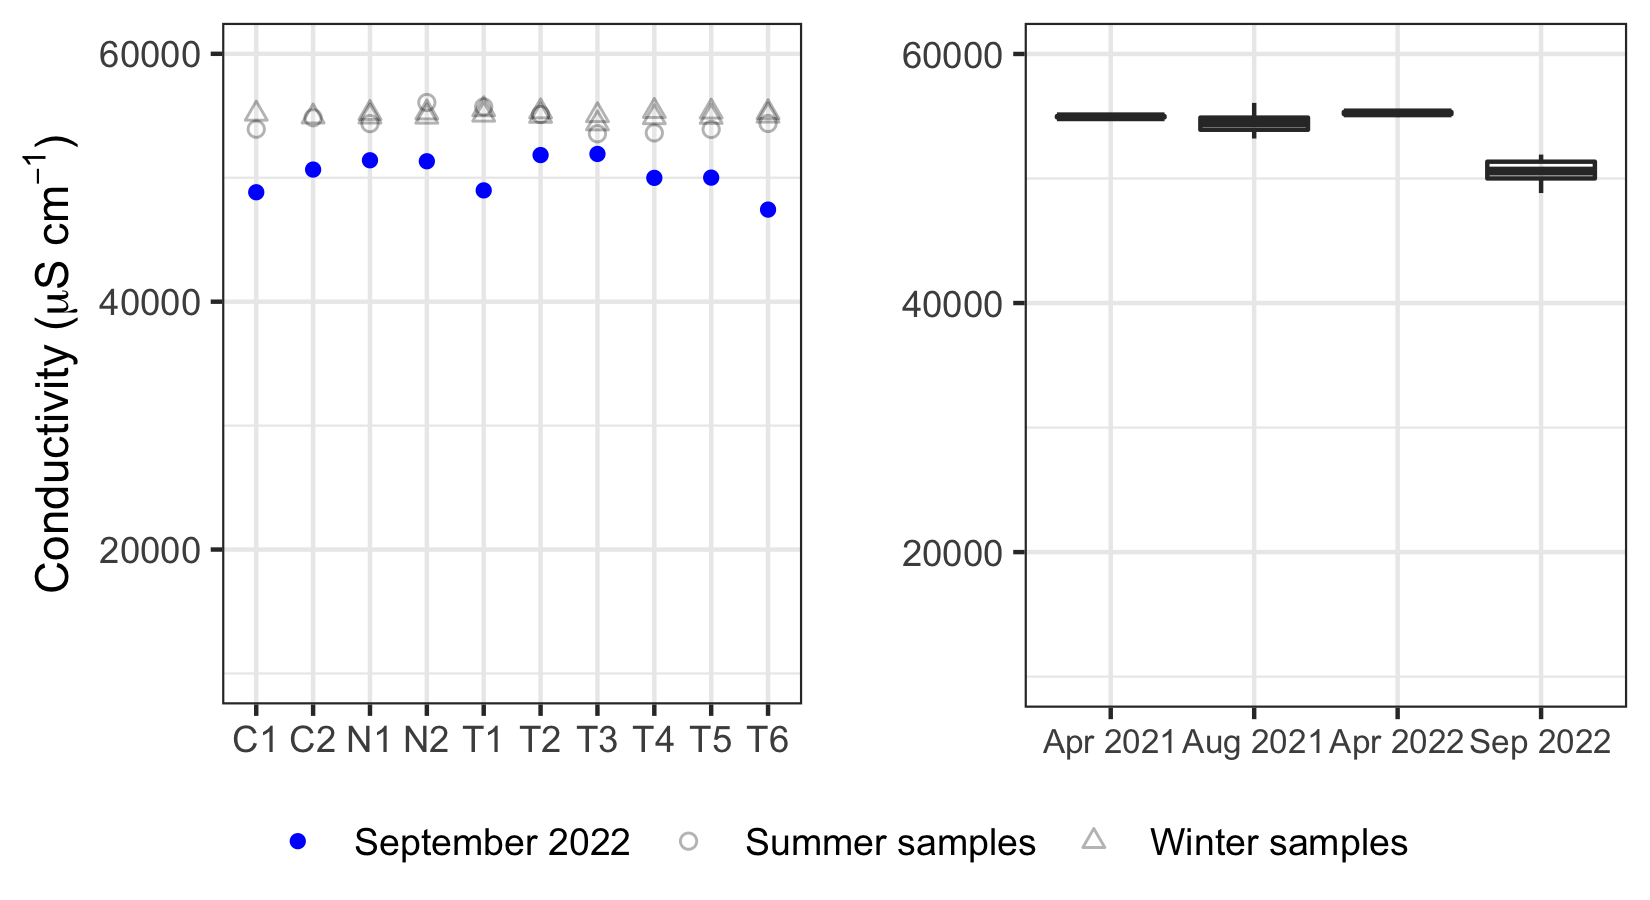 Conductivity (μS cm⁻¹)
60000
40000
20000
C1 C2 N1 N2 T1 T2 T3 T4 T5 T6
60000
40000
20000
Apr 2021 Aug 2021 Apr 2022 Sep 2022
September 2022 Summer samples Winter samples